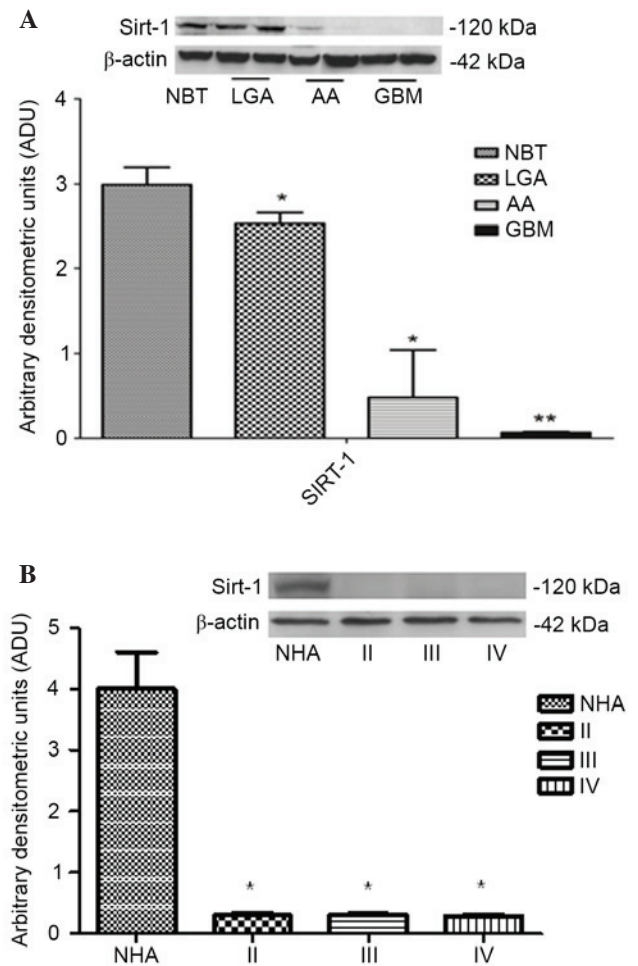 A
Sirt-1
-120 kDa
β-actin
-42 kDa
NBT LGA AA GBM
Arbitrary densitometric units (ADU)
4
3
2
1
0
*
*
**
NBT
LGA
AA
GBM
SIRT-1
B
Sirt-1
-120 kDa
β-actin
-42 kDa
NHA II III IV
Arbitrary densitometric units (ADU)
5
4
3
2
1
0
* * *
NHA
II
III
IV
NHA II III IV